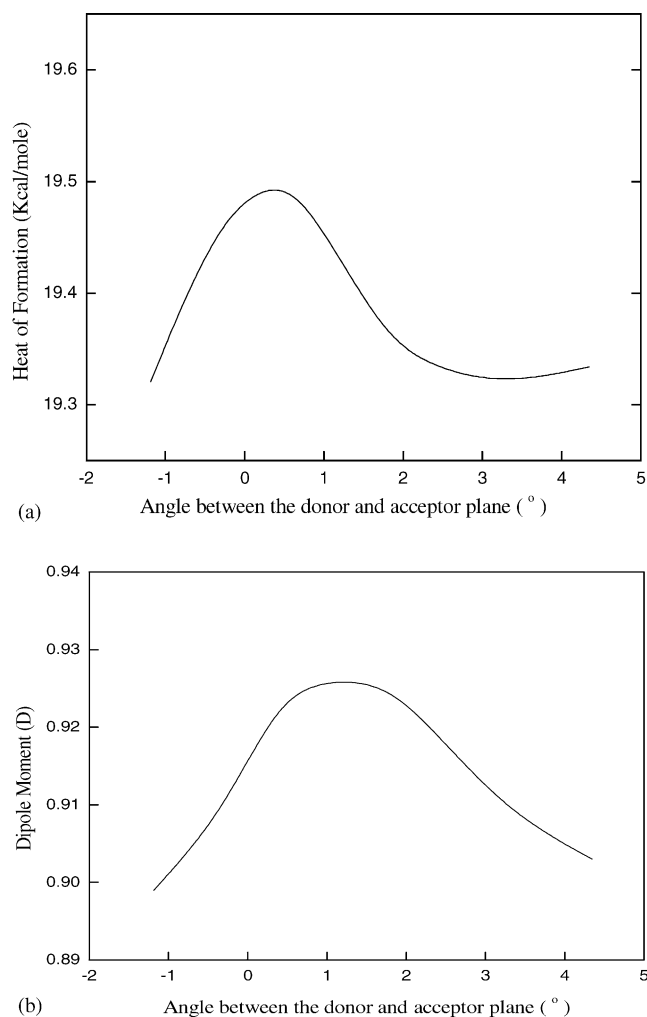 19.6
19.5
19.4
19.3
Heat of Formation (Kcal/mole)
-2 -1 0 1 2 3 4 5
Angle between the donor and acceptor plane ( ° )
(a)
0.94
0.93
0.92
0.91
0.90
0.89
Dipole Moment (D)
-2 -1 0 1 2 3 4 5
Angle between the donor and acceptor plane ( ° )
(b)